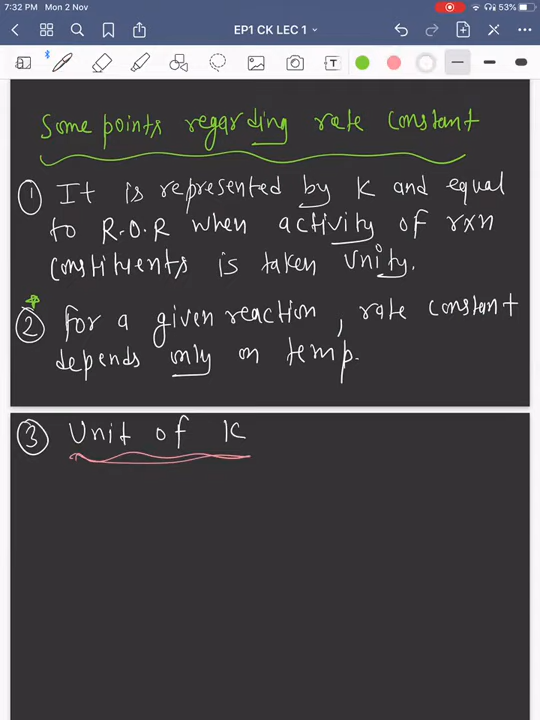 7:32 PM Mon 2 Nov
53%
EP1 CK LEC 1
T
Some points regarding rate constant
① It is represented by K and equal
to R.O.R when activity of rxn
constituents is taken Unity.
② For a given reaction, rate constant
depends only on temp.
③ Unit of K